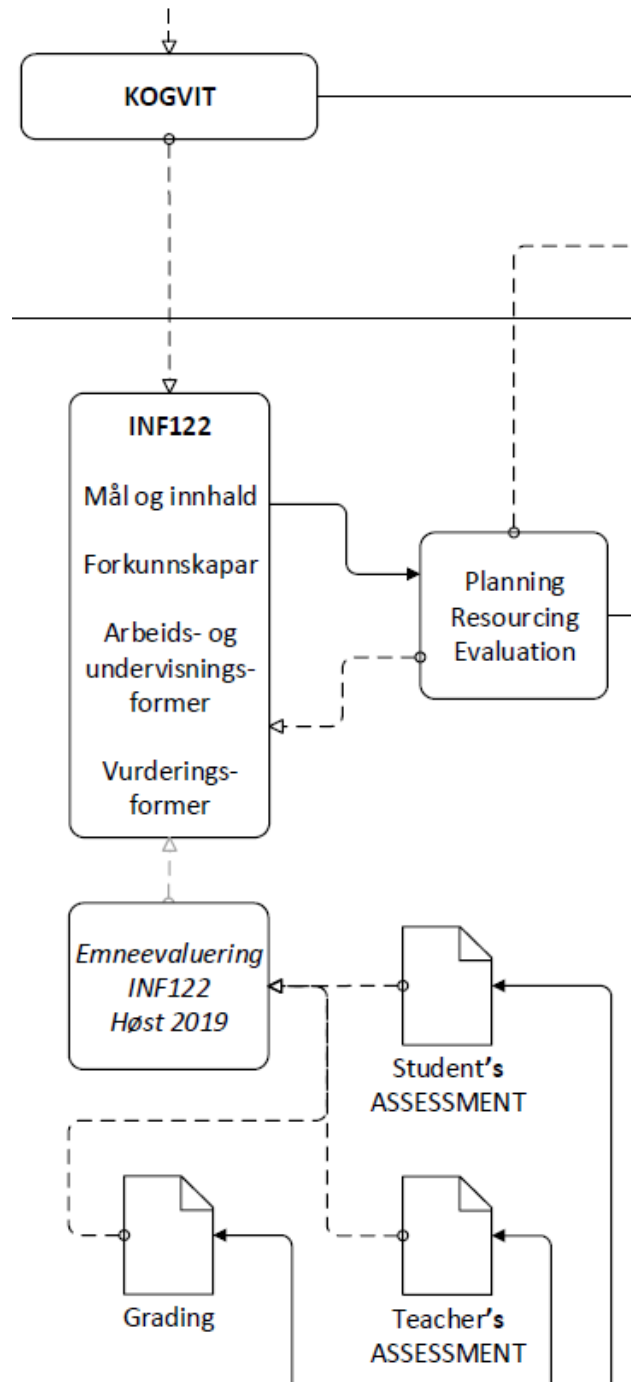 KOGVIT
INF122
Mål og innhald
Forkunnskapar
Arbeids- og
undervisnings-
former
Vurderings-
former
Planning
Resourcing
Evaluation
Emneevaluering
INF122
Høst 2019
Student's
ASSESSMENT
Grading
Teacher's
ASSESSMENT